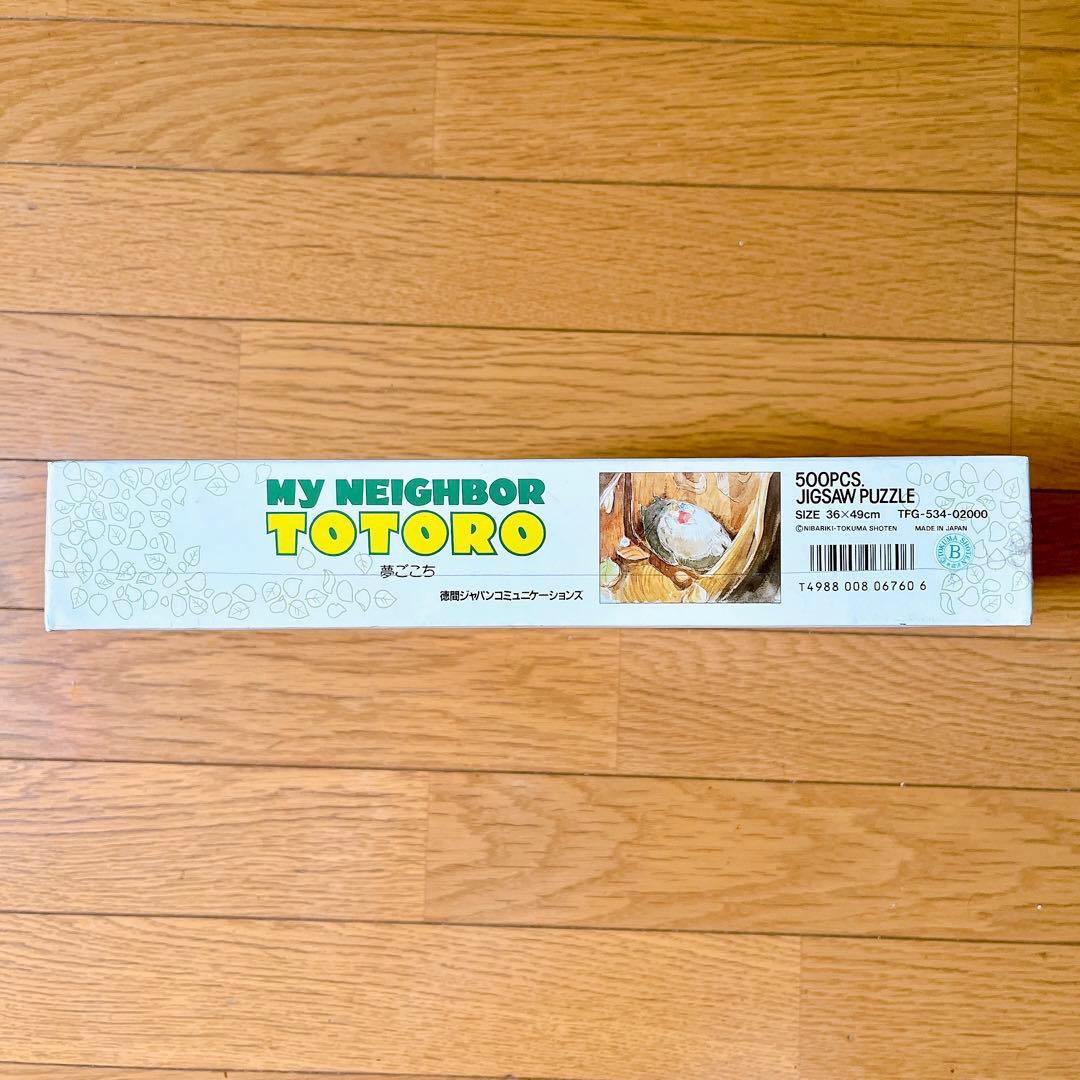 MY NEIGHBOR
TOTORO
夢ごこち
徳間ジャパンコミュニケーションズ
500PCS.
JIGSAW PUZZLE
SIZE 36×49cm TFG-534-02000
©NIBARIKI·TOKUMA SHOTEN MADE IN JAPAN
T4988 008 06760 6
TOKUMA SHOTEN
B